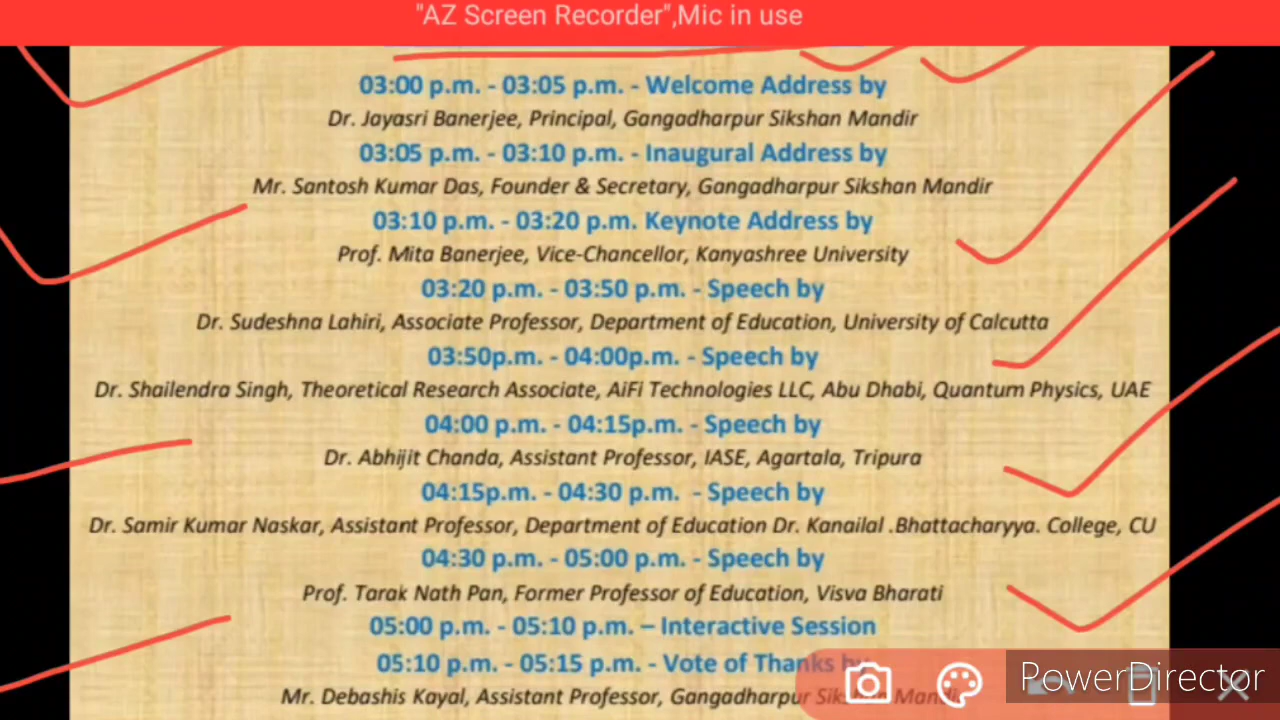 "AZ Screen Recorder",Mic in use
03:00 p.m. - 03:05 p.m. - Welcome Address by
Dr. Jayasri Banerjee, Principal, Gangadharpur Sikshan Mandir
03:05 p.m. - 03:10 p.m. - Inaugural Address by
Mr. Santosh Kumar Das, Founder & Secretary, Gangadharpur Sikshan Mandir
03:10 p.m. - 03:20 p.m. Keynote Address by
Prof. Mita Banerjee, Vice-Chancellor, Kanyashree University
03:20 p.m. - 03:50 p.m. - Speech by
Dr. Sudeshna Lahiri, Associate Professor, Department of Education, University of Calcutta
03:50p.m. - 04:00p.m. - Speech by
Dr. Shailendra Singh, Theoretical Research Associate, AiFi Technologies LLC, Abu Dhabi, Quantum Physics, UAE
04:00 p.m. - 04:15p.m. - Speech by
Dr. Abhijit Chanda, Assistant Professor, IASE, Agartala, Tripura
04:15p.m. - 04:30 p.m. - Speech by
Dr. Samir Kumar Naskar, Assistant Professor, Department of Education Dr. Kanailal .Bhattacharyya. College, CU
04:30 p.m. - 05:00 p.m. - Speech by
Prof. Tarak Nath Pan, Former Professor of Education, Visva Bharati
05:00 p.m. - 05:10 p.m. – Interactive Session
05:10 p.m. - 05:15 p.m. - Vote of Thanks by
Mr. Debashis Kayal, Assistant Professor, Gangadharpur Sikshan Mandir
PowerDirector